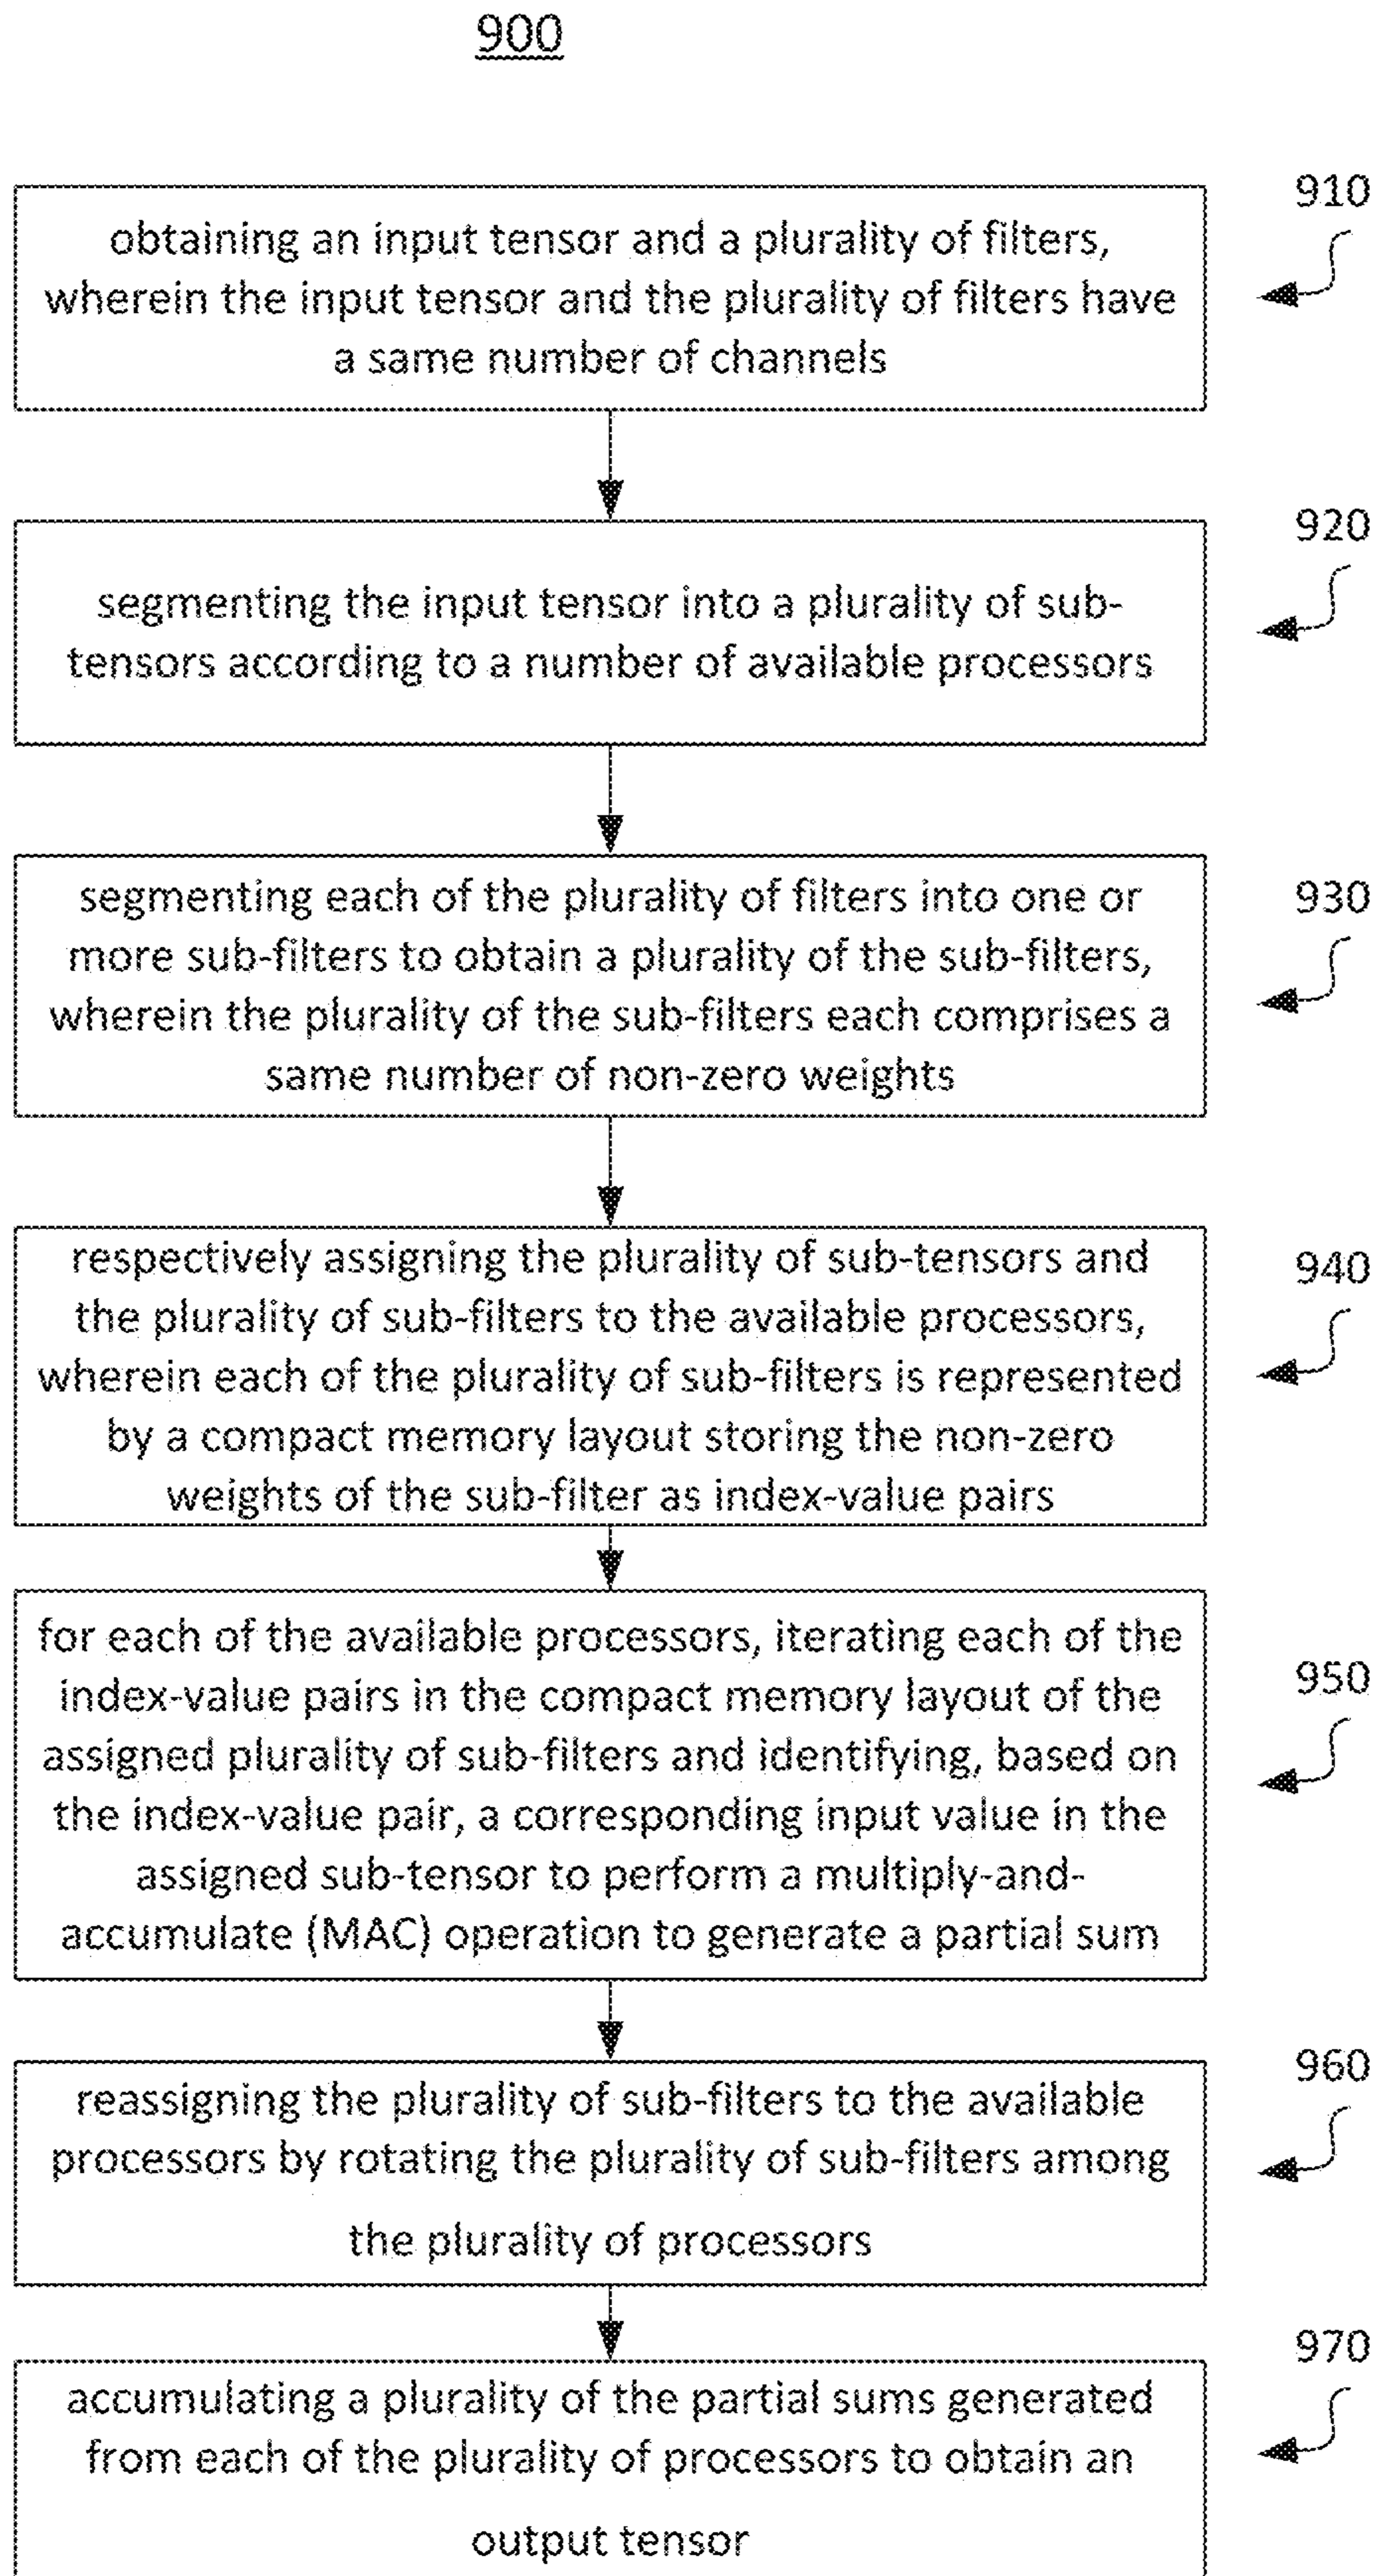 900
910
obtaining an input tensor and a plurality of filters,
wherein the input tensor and the plurality of filters have
a same number of channels
920
segmenting the input tensor into a plurality of sub-
tensors according to a number of available processors
930
segmenting each of the plurality of filters into one or
more sub-filters to obtain a plurality of the sub-filters,
wherein the plurality of the sub-filters each comprises a
same number of non-zero weights
940
respectively assigning the plurality of sub-tensors and
the plurality of sub-filters to the available processors,
wherein each of the plurality of sub-filters is represented
by a compact memory layout storing the non-zero
weights of the sub-filter as index-value pairs
950
for each of the available processors, iterating each of the
index-value pairs in the compact memory layout of the
assigned plurality of sub-filters and identifying, based on
the index-value pair, a corresponding input value in the
assigned sub-tensor to perform a multiply-and-
accumulate (MAC) operation to generate a partial sum
960
reassigning the plurality of sub-filters to the available
processors by rotating the plurality of sub-filters among
the plurality of processors
970
accumulating a plurality of the partial sums generated
from each of the plurality of processors to obtain an
output tensor